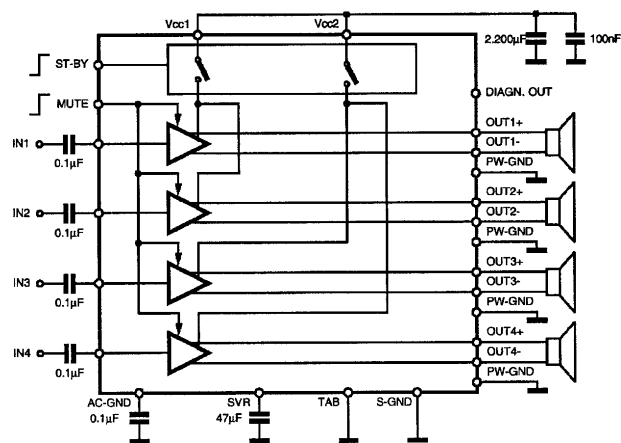 Vcc1
Vcc2
2.200µF
100nF
ST-BY
MUTE
DIAGN. OUT
IN1
0.1µF
OUT1+
OUT1-
PW-GND
IN2
0.1µF
OUT2+
OUT2-
PW-GND
IN3
0.1µF
OUT3+
OUT3-
PW-GND
IN4
0.1µF
OUT4+
OUT4-
PW-GND
AC-GND
0.1µF
SVR
47µF
TAB
S-GND